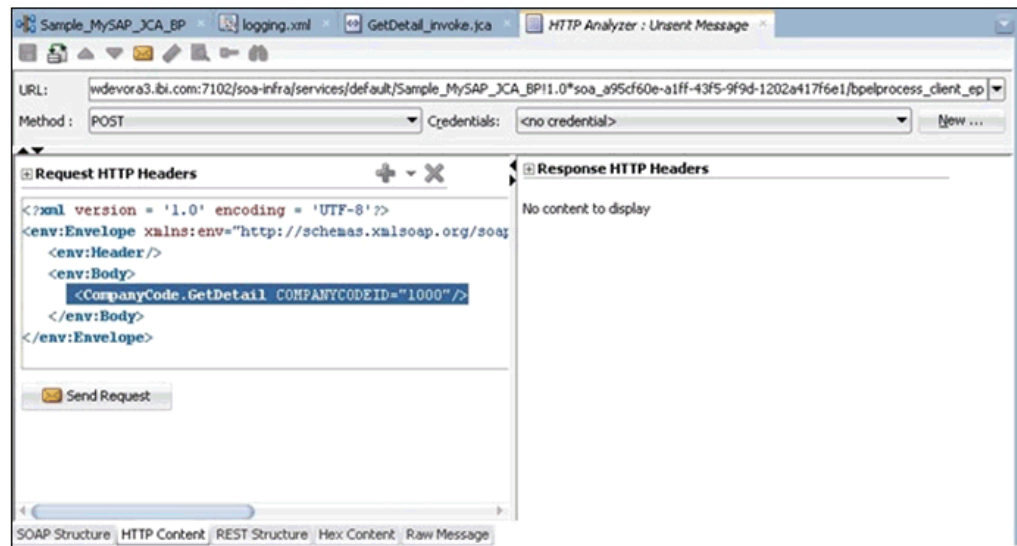 Sample_MySAP_JCA_BP logging.xml GetDetail_invoke.jca HTTP Analyzer : Unsent Message
URL: wdevora3.ibi.com:7102/soa-infra/services/default/Sample_MySAP_JCA_BP!1.0*soa_a95cf60e-a1ff-43f5-9f9d-1202a417f6e1/bpelprocess_client_ep
Method : POST Credentials: <no credential> New ...
Request HTTP Headers
<?xml version = '1.0' encoding = 'UTF-8'?>
<env:Envelope xmlns:env="http://schemas.xmlsoap.org/soap
<env:Header/>
<env:Body>
<CompanyCode.GetDetail COMPANYCODEID="1000"/>
</env:Body>
</env:Envelope>
Send Request
Response HTTP Headers
No content to display
SOAP Structure HTTP Content REST Structure Hex Content Raw Message